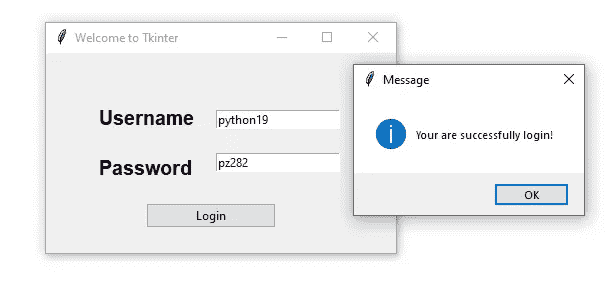 Welcome to Tkinter
Message
Username python19
Your are successfully login!
Password pz282
OK
Login